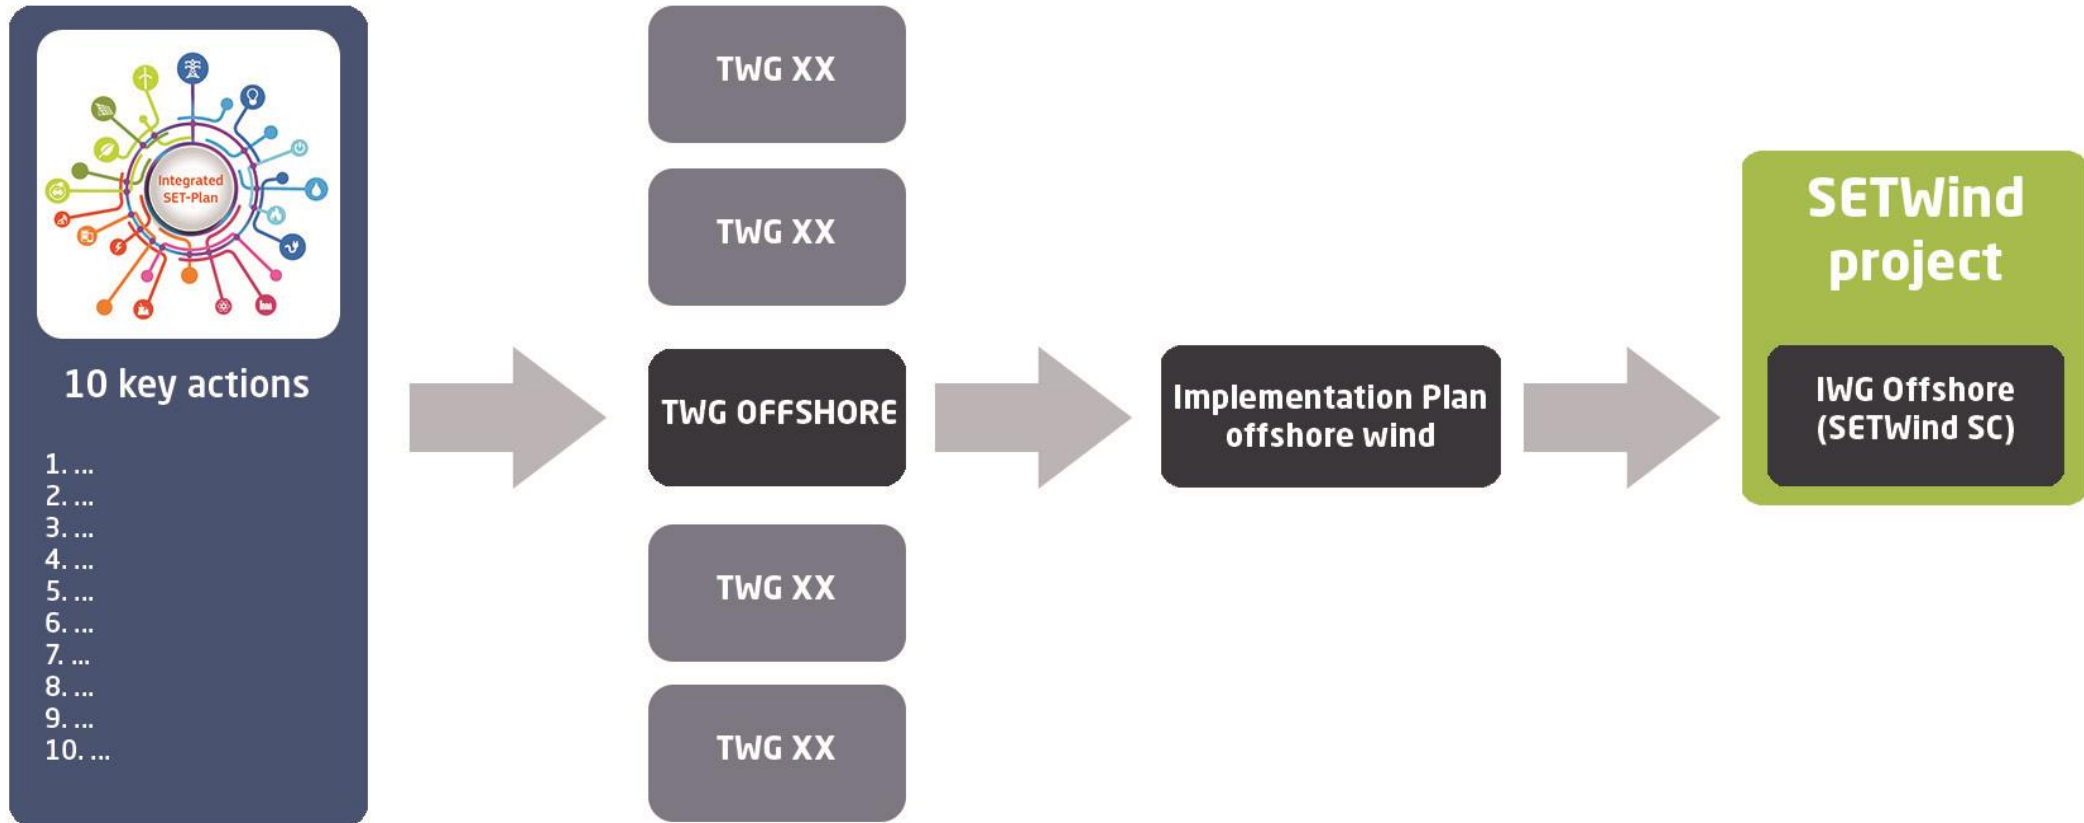 Integrated
SET-Plan
10 key actions
1. ...
2. ...
3. ...
4. ...
5. ...
6. ...
7. ...
8. ...
9. ...
10. ...
TWG XX
TWG XX
TWG OFFSHORE
TWG XX
TWG XX
Implementation Plan
offshore wind
SETWind
project
IWG Offshore
(SETWind SC)